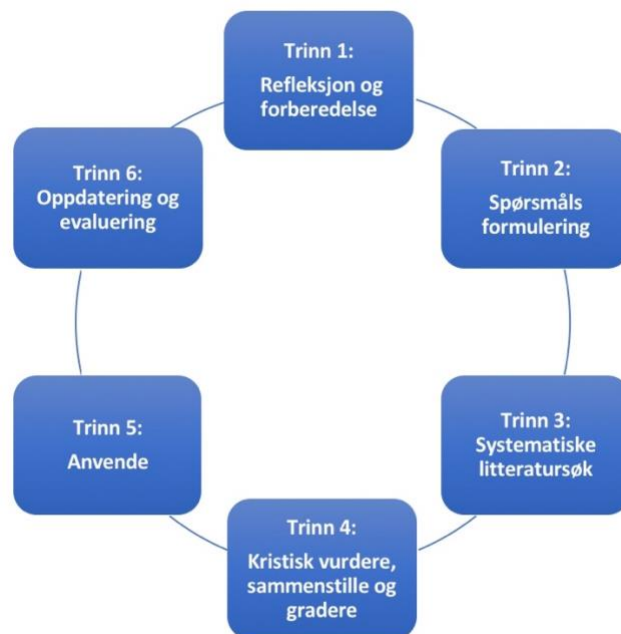 Trinn 1:
Refleksjon og
forberedelse
Trinn 2:
Spørsmåls
formulering
Trinn 3:
Systematiske
litteratursøk
Trinn 4:
Kristisk vurdere,
sammenstille og
gradere
Trinn 5:
Anvende
Trinn 6:
Oppdatering og
evaluering